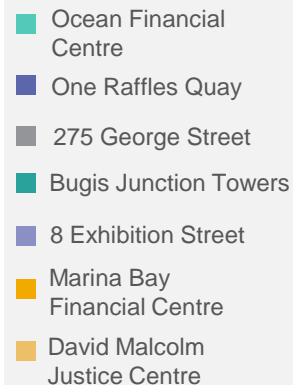 Ocean Financial
Centre
One Raffles Quay
275 George Street
Bugis Junction Towers
8 Exhibition Street
Marina Bay
Financial Centre
David Malcolm
Justice Centre